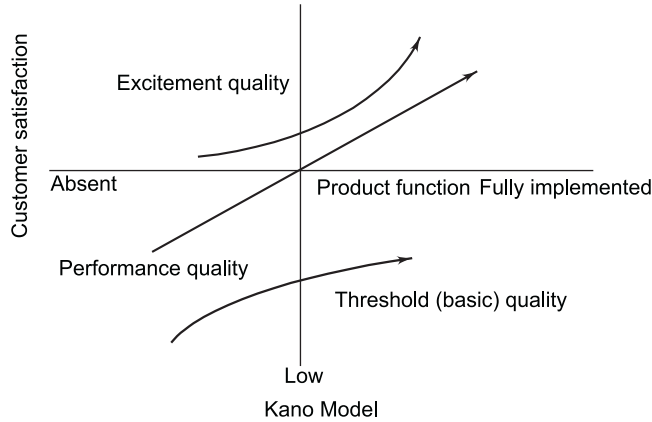 Customer satisfaction
Excitement quality
Absent
Product function Fully implemented
Performance quality
Threshold (basic) quality
Low
Kano Model